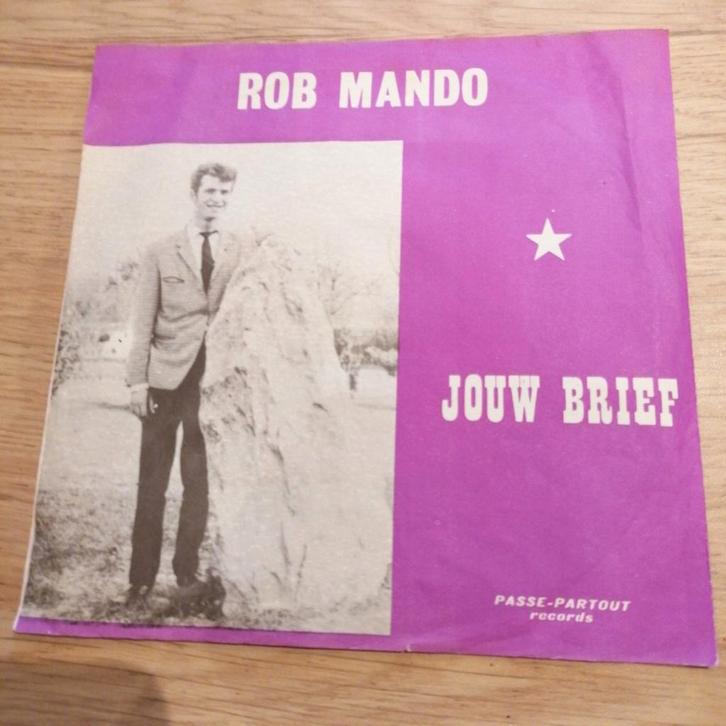 ROB MANDO
JOUW BRIEF
PASSE-PARTOUT
records